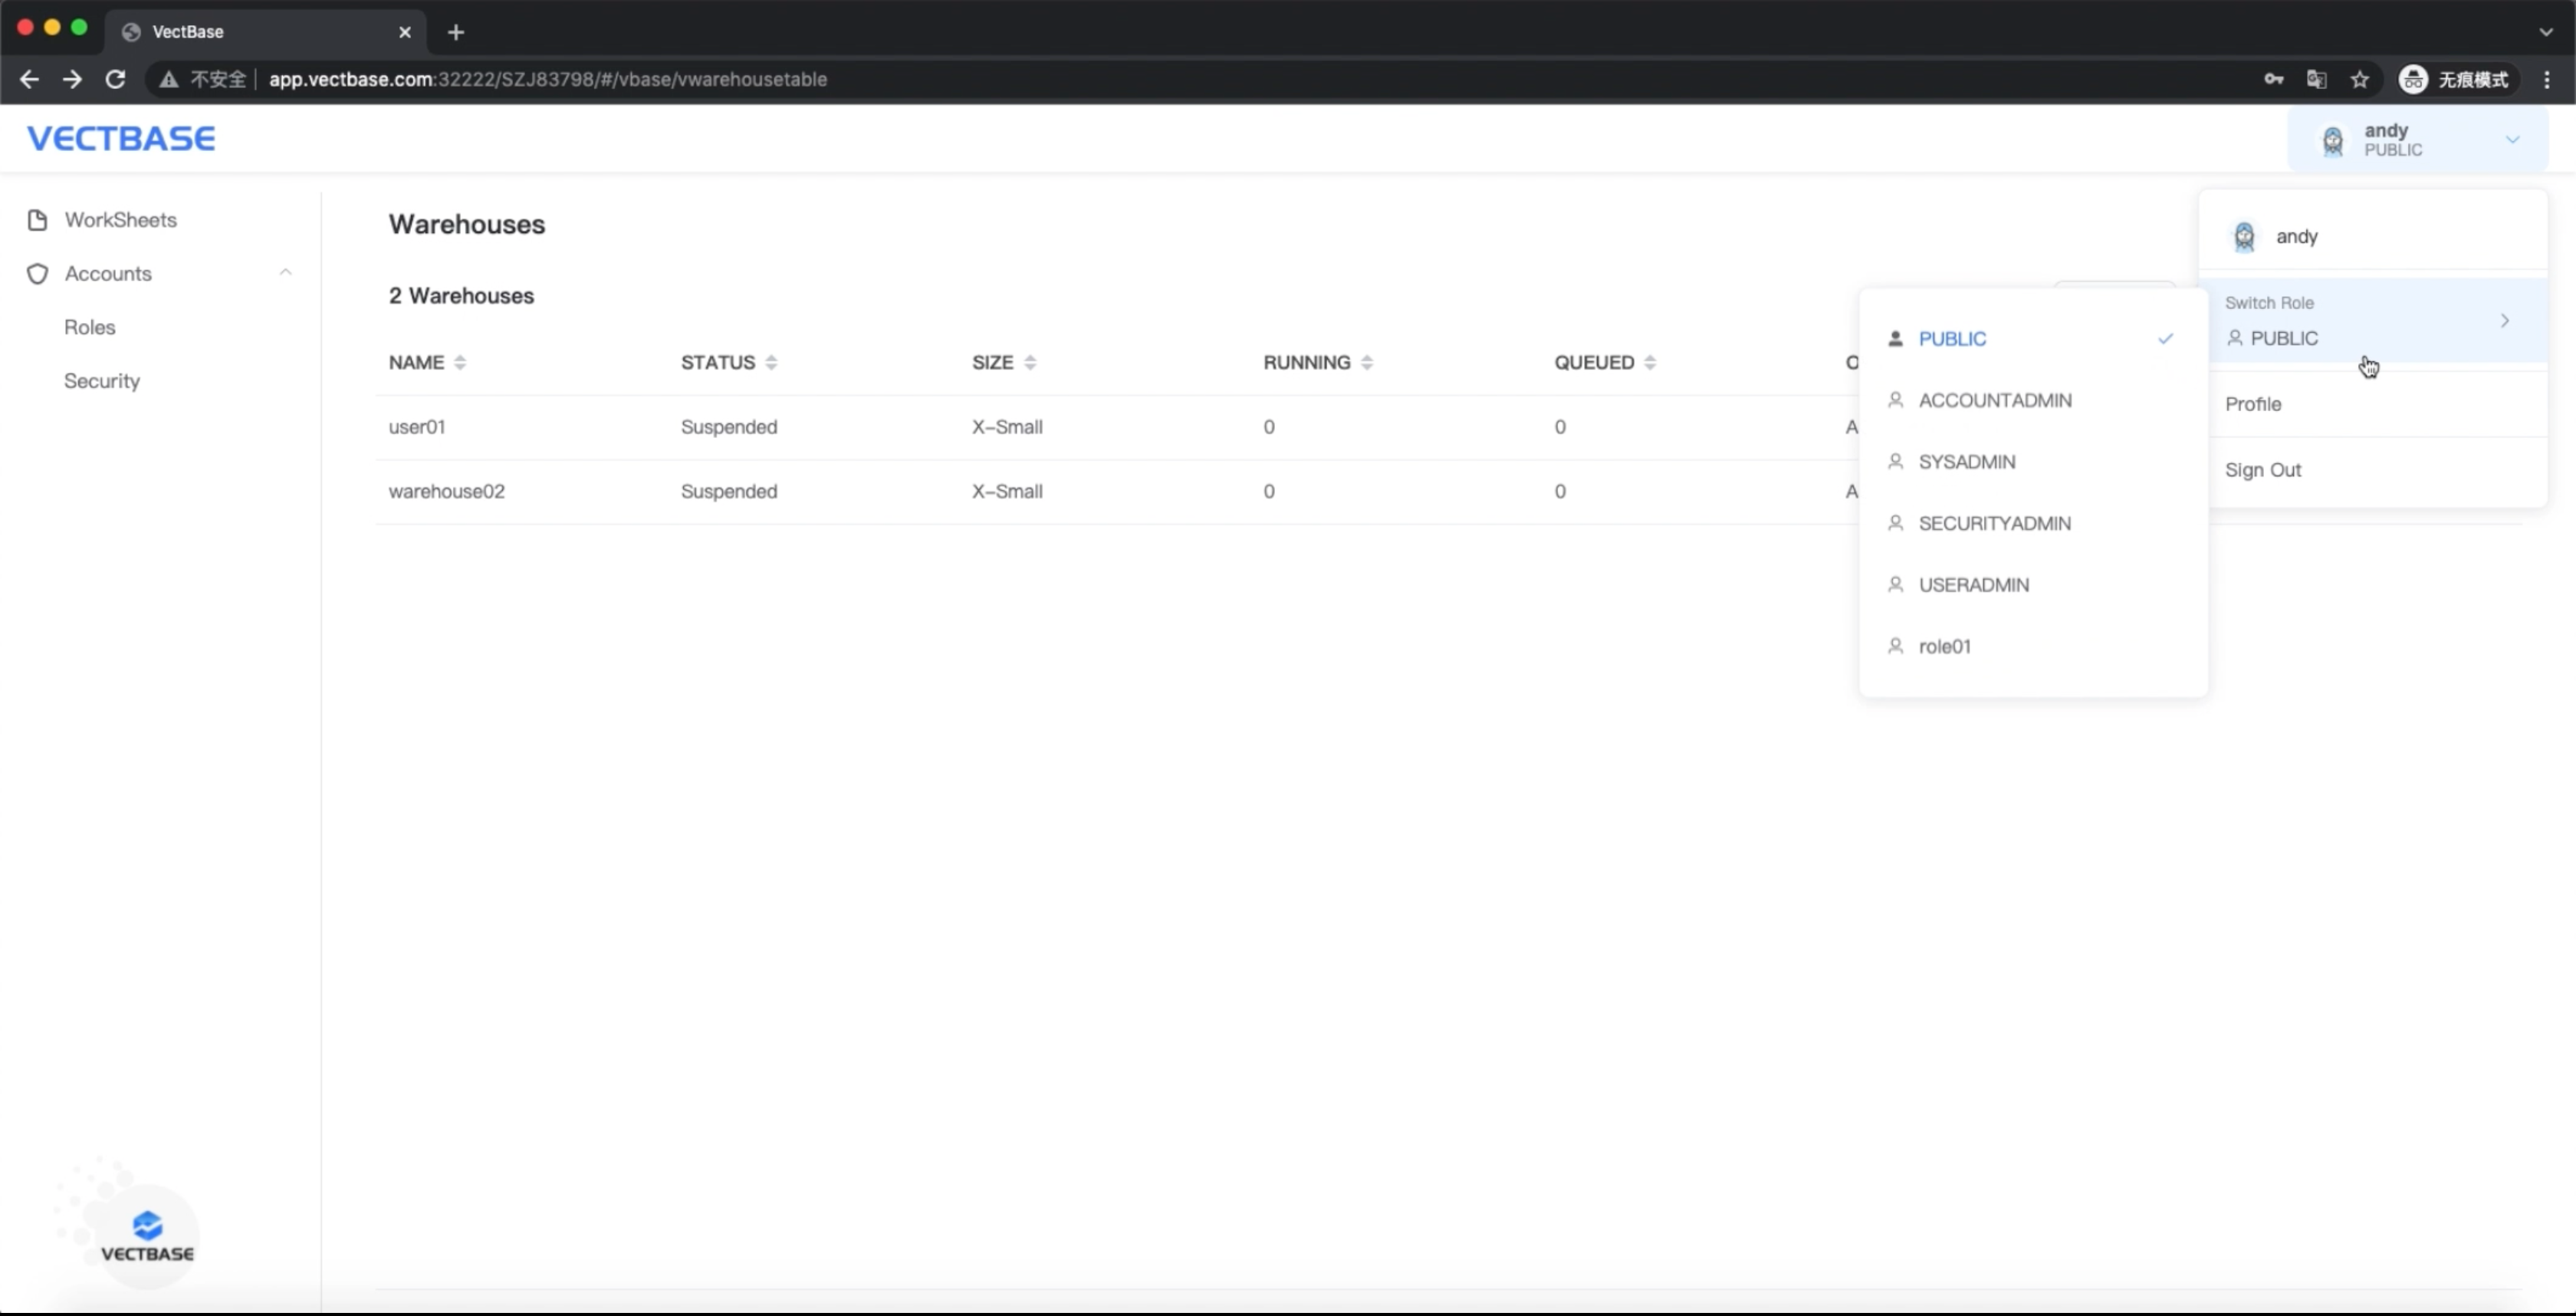 VectBase
不安全 app.vectbase.com:32222/SZJ83798/#/vbase/vwarehousetable 无痕模式
VECTBASE
andy
PUBLIC
WorkSheets
Accounts
Roles
Security
Warehouses
2 Warehouses
NAME STATUS SIZE RUNNING QUEUED O
user01 Suspended X-Small 0 0 A
warehouse02 Suspended X-Small 0 0 A
PUBLIC
ACCOUNTADMIN
SYSADMIN
SECURITYADMIN
USERADMIN
role01
andy
Switch Role
PUBLIC
Profile
Sign Out
VECTBASE